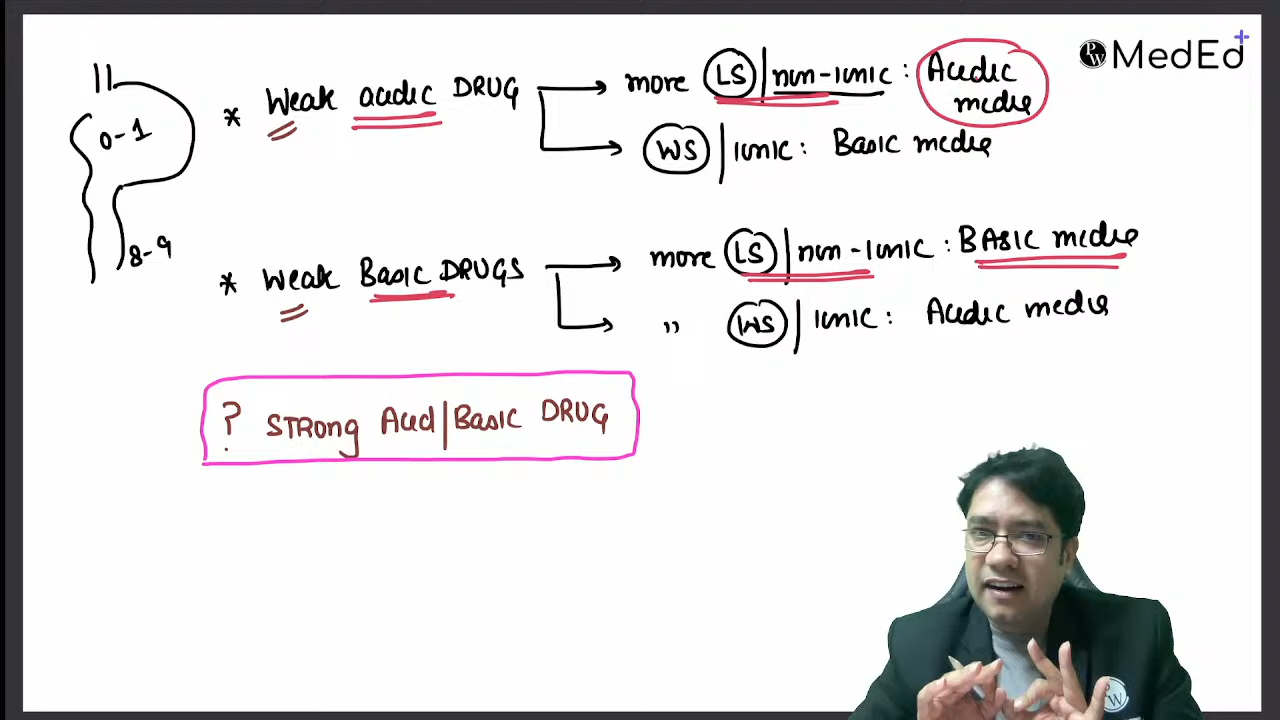 0-1
8-9
* Weak acidic DRUG → more LS | non-ionic : Acidic
media
→ WS | IONIC : Basic media
* Weak Basic DRUGS → more LS | non-IONIC : BASIC media
→ ,, WS | IONIC : Acidic media
? STRONG Acid | Basic DRUG
PW MedEd+
W